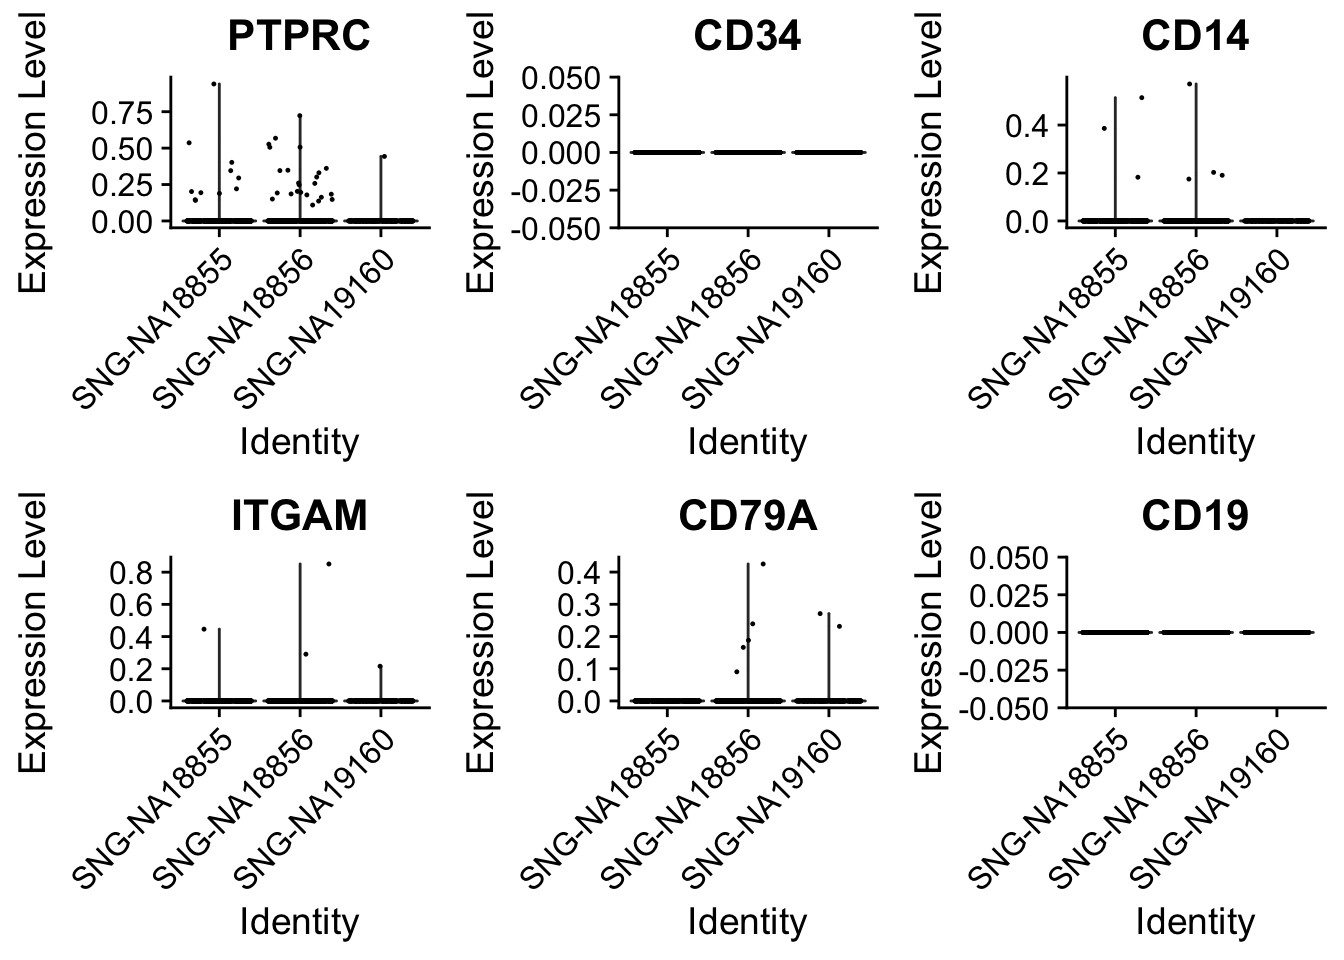 PTPRC
Expression Level
0.75
0.50
0.25
0.00
SNG-NA18855
SNG-NA18856
SNG-NA19160
Identity
CD34
Expression Level
0.050
0.025
0.000
-0.025
-0.050
SNG-NA18855
SNG-NA18856
SNG-NA19160
Identity
CD14
Expression Level
0.4
0.2
0.0
SNG-NA18855
SNG-NA18856
SNG-NA19160
Identity
ITGAM
Expression Level
0.8
0.6
0.4
0.2
0.0
SNG-NA18855
SNG-NA18856
SNG-NA19160
Identity
CD79A
Expression Level
0.4
0.3
0.2
0.1
0.0
SNG-NA18855
SNG-NA18856
SNG-NA19160
Identity
CD19
Expression Level
0.050
0.025
0.000
-0.025
-0.050
SNG-NA18855
SNG-NA18856
SNG-NA19160
Identity